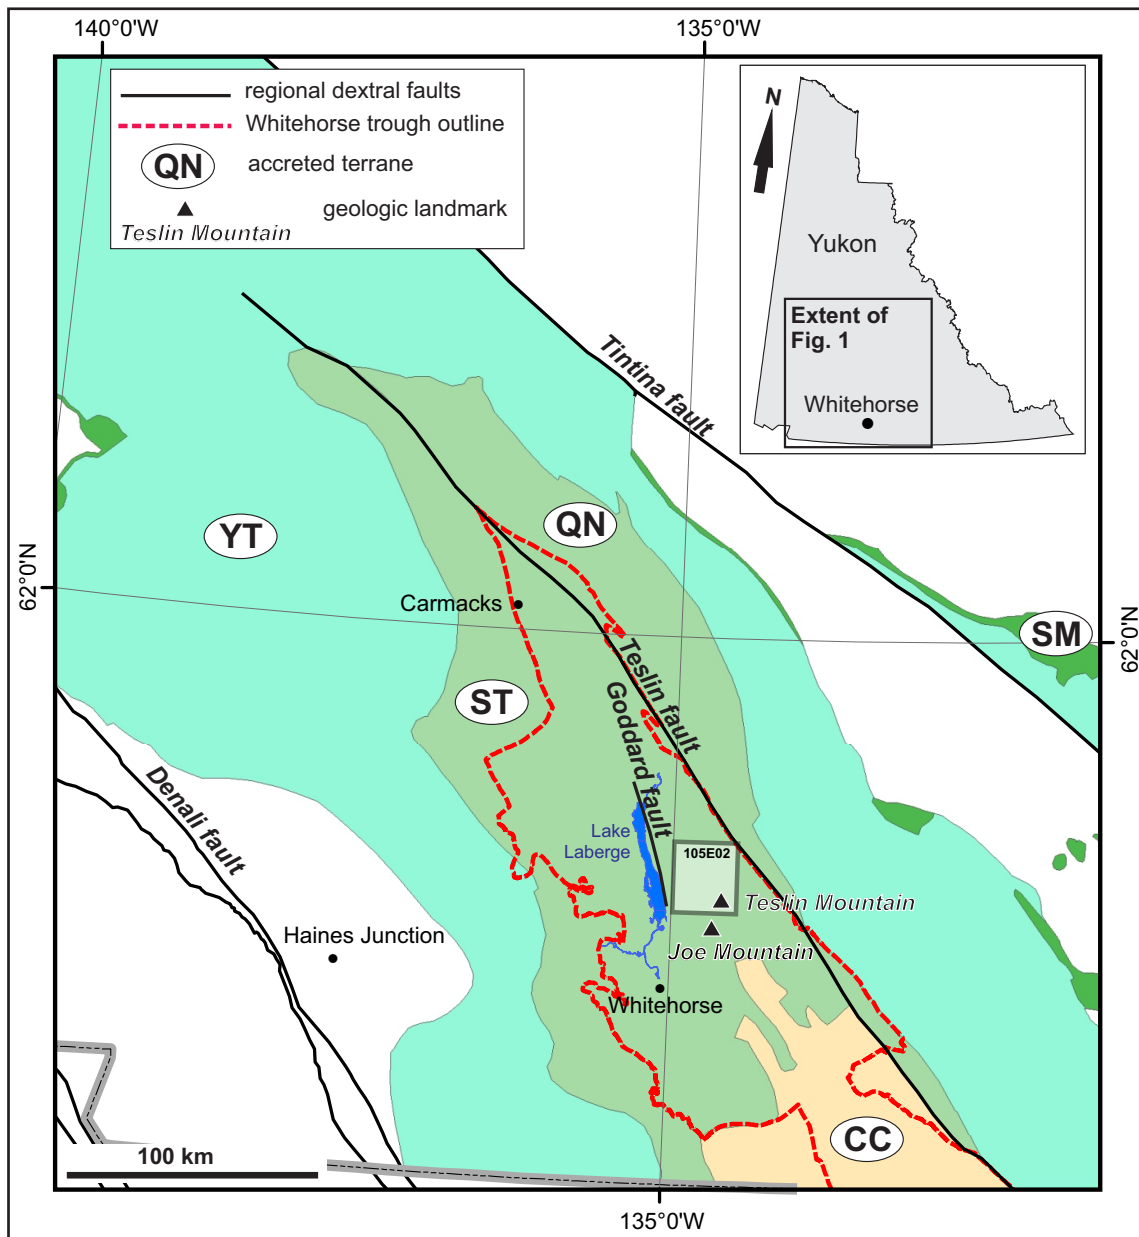 140°0'W
135°0'W
regional dextral faults
Whitehorse trough outline
QN
accreted terrane
geologic landmark
Teslin Mountain
N
Yukon
Extent of
Fig. 1
Whitehorse
Tintina fault
QN
YT
62°0'N
Carmacks
SM
62°0'N
Teslin fault
ST
Goddard fault
Denali fault
Lake
Laberge
105E02
Teslin Mountain
Haines Junction
Joe Mountain
Whitehorse
CC
100 km
135°0'W